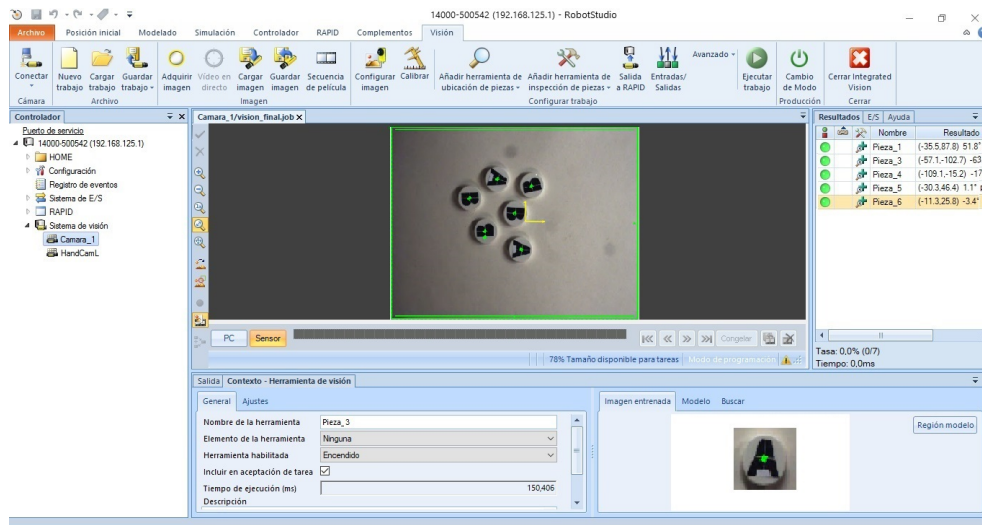 14000-500542 (192.168.125.1) - RobotStudio
Archivo Posición inicial Modelado Simulación Controlador RAPID Complementos Visión
Conectar
Nuevo trabajo
Cargar trabajo
Guardar trabajo
Adquirir imagen
Vídeo en directo
Cargar imagen
Guardar imagen
Secuencia de película
Configurar imagen
Calibrar
Añadir herramienta de ubicación de piezas
Añadir herramienta de inspección de piezas
Salida a RAPID
Entradas/ Salidas
Avanzado
Ejecutar trabajo
Cambio de Modo
Cerrar Integrated Vision
Cámara Archivo Imagen Configurar trabajo Producción Cerrar
Controlador
Puerto de servicio
14000-500542 (192.168.125.1)
HOME
Configuración
Registro de eventos
Sistema de E/S
RAPID
Sistema de visión
Camara_1
HandCamL
Camara_1/vision_final.job
A
B
B
B
B
A
PC Sensor
Congelar
78% Tamaño disponible para tareas Modo de programación
Resultados E/S Ayuda
Nombre Resultado
Pieza_1 (-35.5,87.8) 51.8°
Pieza_3 (-57.1,-102.7) -63
Pieza_4 (-109.1,-15.2) -17
Pieza_5 (-30.3,46.4) 1.1°
Pieza_6 (-11.3,25.8) -3.4°
Tasa: 0,0% (0/7)
Tiempo: 0,0ms
Salida Contexto - Herramienta de visión
General Ajustes
Nombre de la herramienta Pieza_3
Elemento de la herramienta Ninguna
Herramienta habilitada Encendido
Incluir en aceptación de tarea
Tiempo de ejecución (ms) 150,406
Descripción
Imagen entrenada Modelo Buscar
A
Región modelo